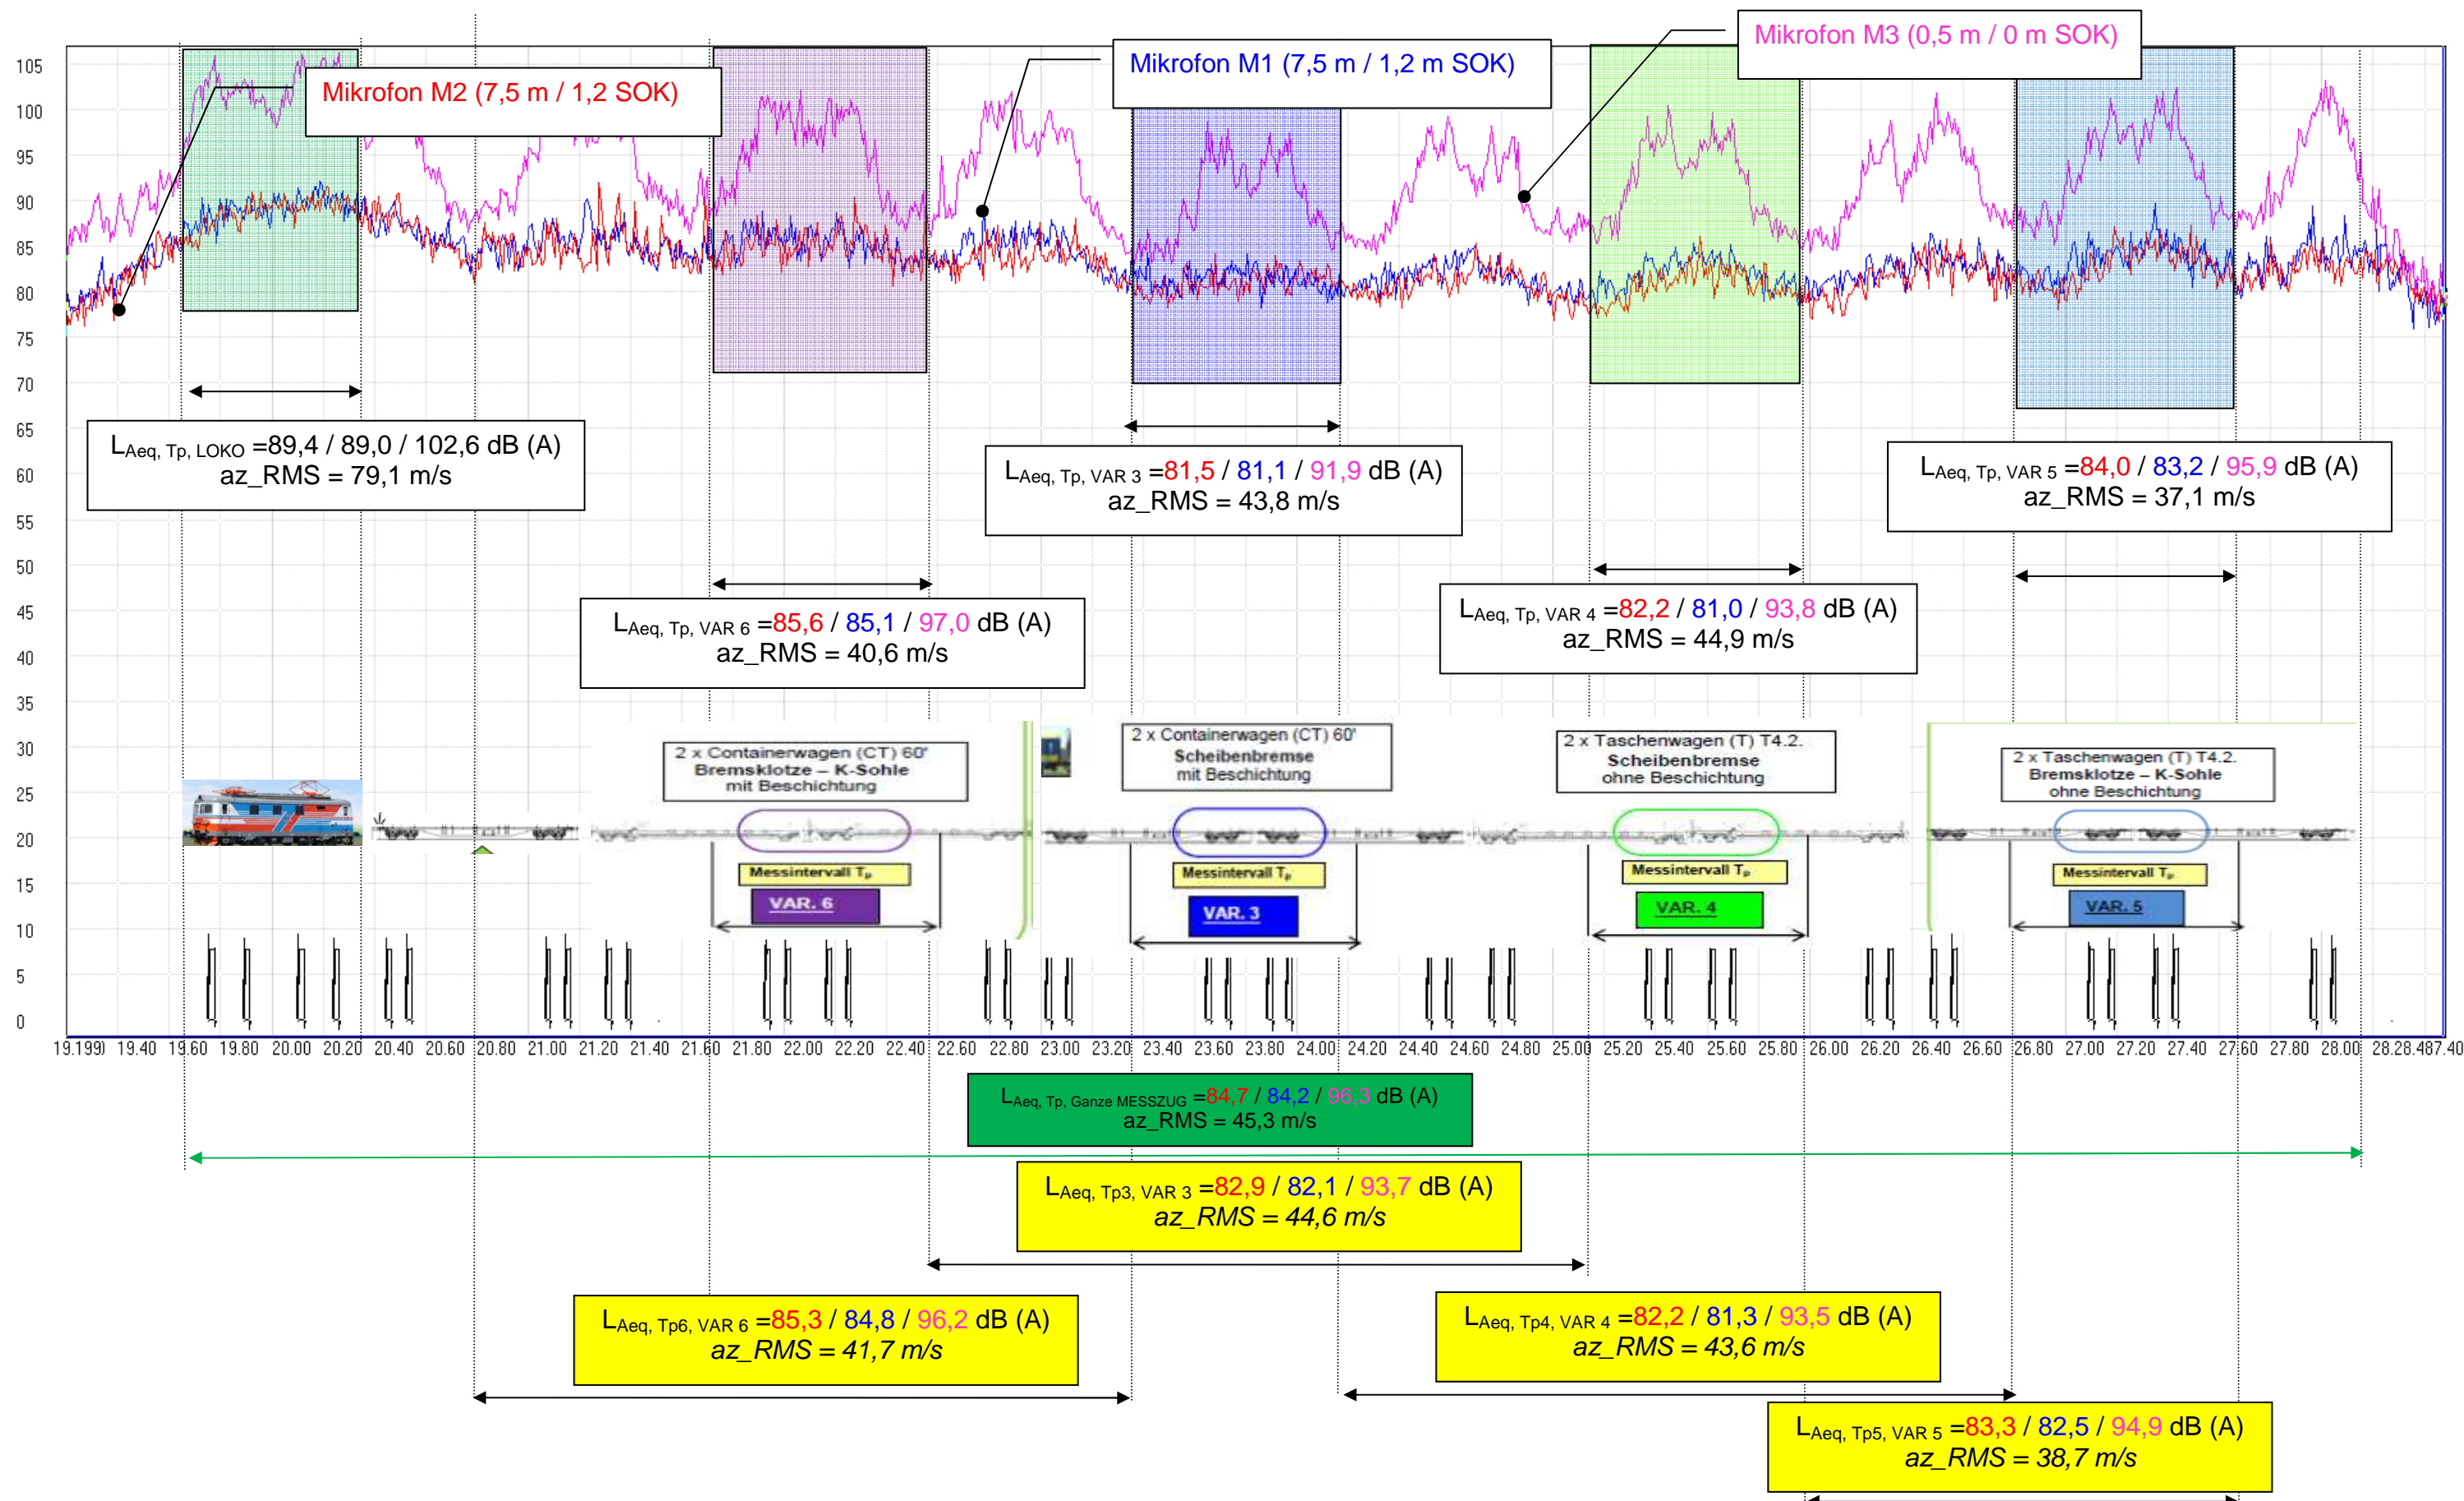 Mikrofon M3 (0,5 m / 0 m SOK)
Mikrofon M1 (7,5 m / 1,2 m SOK)
Mikrofon M2 (7,5 m / 1,2 SOK)
105
100
95
90
85
80
75
70
65
60
55
50
45
40
35
30
25
20
15
10
5
0
LAeq, Tp, LOKO =89,4 / 89,0 / 102,6 dB (A)
az_RMS = 79,1 m/s
LAeq, Tp, VAR 3 =81,5 / 81,1 / 91,9 dB (A)
az_RMS = 43,8 m/s
LAeq, Tp, VAR 5 =84,0 / 83,2 / 95,9 dB (A)
az_RMS = 37,1 m/s
LAeq, Tp, VAR 6 =85,6 / 85,1 / 97,0 dB (A)
az_RMS = 40,6 m/s
LAeq, Tp, VAR 4 =82,2 / 81,0 / 93,8 dB (A)
az_RMS = 44,9 m/s
2 x Containerwagen (CT) 60'
Bremsklotze – K-Sohle
mit Beschichtung
Messintervall Tp
VAR. 6
2 x Containerwagen (CT) 60'
Scheibenbremse
mit Beschichtung
Messintervall Tp
VAR. 3
2 x Taschenwagen (T) T4.2.
Scheibenbremse
ohne Beschichtung
Messintervall Tp
VAR. 4
2 x Taschenwagen (T) T4.2.
Bremsklotze – K-Sohle
ohne Beschichtung
Messintervall Tp
VAR. 5
19.40 19.60 19.80 20.00 20.20 20.40 20.60 20.80 21.00 21.20 21.40 21.60 21.80 22.00 22.20 22.40 22.60 22.80 23.00 23.20 23.40 23.60 23.80 24.00 24.20 24.40 24.60 24.80 25.00 25.20 25.40 25.60 25.80 26.00 26.20 26.40 26.60 26.80 27.00 27.20 27.40 27.60 27.80 28.00
LAeq, Tp, Ganze MESSZUG =84,7 / 84,2 / 96,3 dB (A)
az_RMS = 45,3 m/s
LAeq, Tp3, VAR 3 =82,9 / 82,1 / 93,7 dB (A)
az_RMS = 44,6 m/s
LAeq, Tp6, VAR 6 =85,3 / 84,8 / 96,2 dB (A)
az_RMS = 41,7 m/s
LAeq, Tp4, VAR 4 =82,2 / 81,3 / 93,5 dB (A)
az_RMS = 43,6 m/s
LAeq, Tp5, VAR 5 =83,3 / 82,5 / 94,9 dB (A)
az_RMS = 38,7 m/s